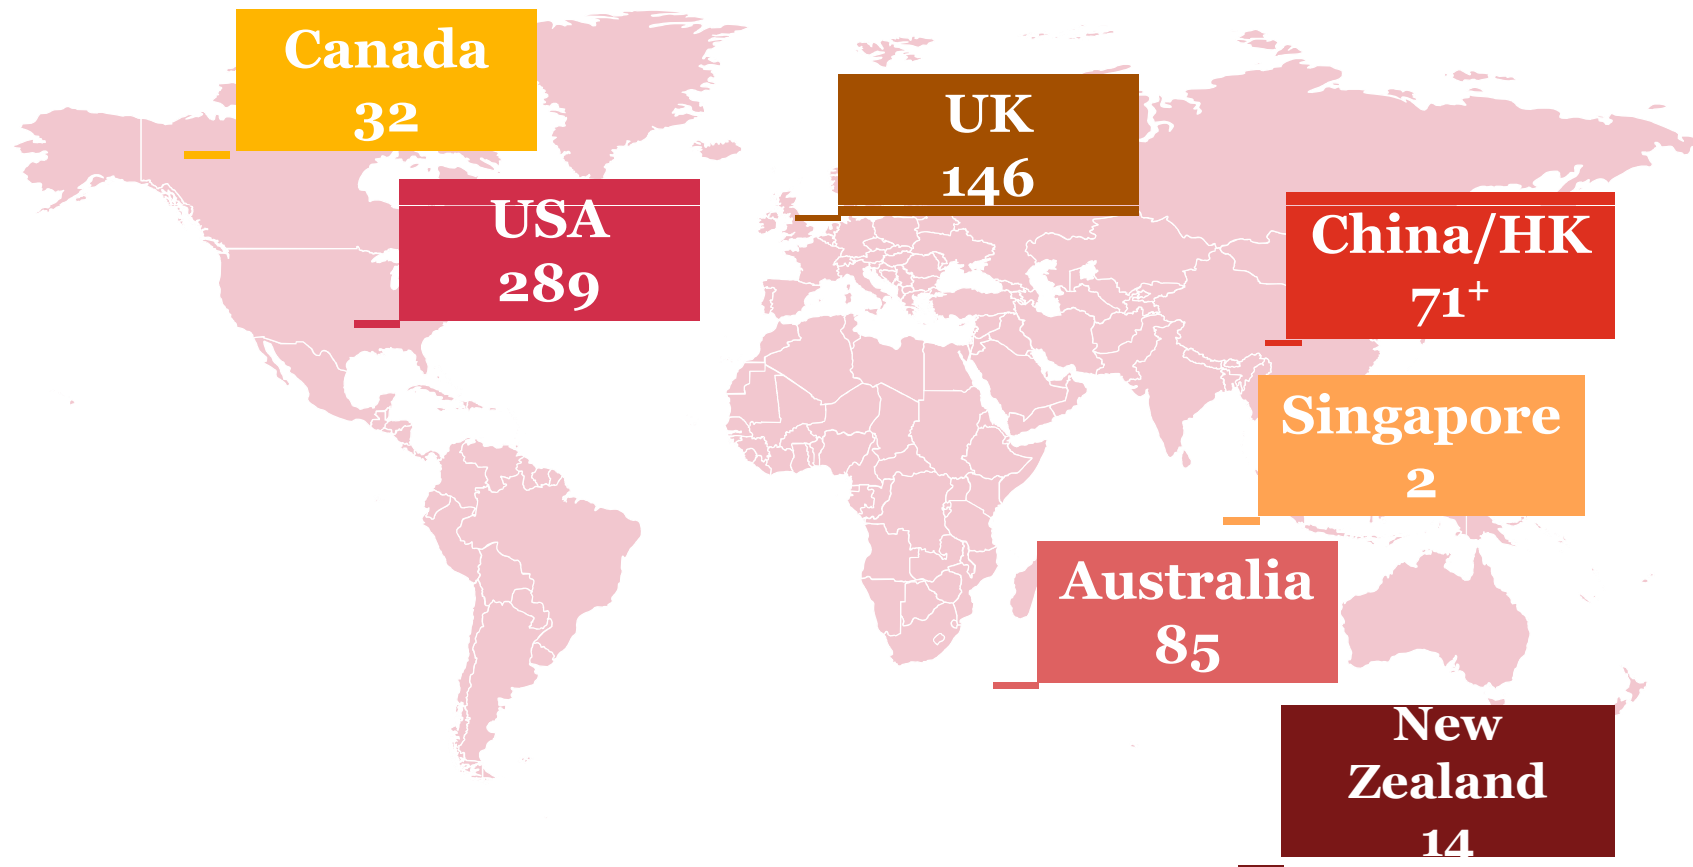 Canada
32
UK
146
USA
289
China/HK
71⁺
Singapore
2
Australia
85
New
Zealand
14